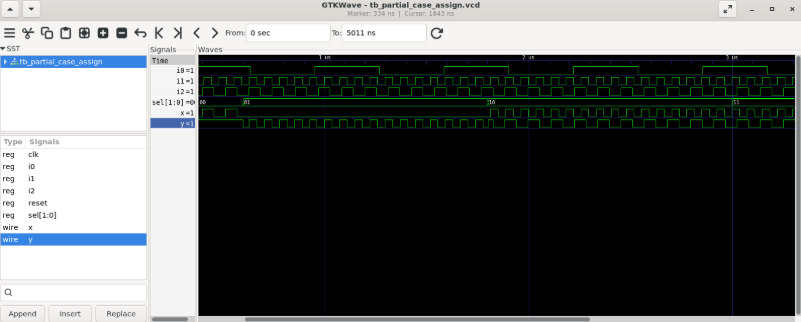 GTKWave - tb_partial_case_assign.vcd
Marker: 334 ns | Cursor: 1843 ns
From: 0 sec To: 5011 ns
SST
tb_partial_case_assign
Type Signals
reg clk
reg i0
reg i1
reg i2
reg reset
reg sel[1:0]
wire x
wire y
Append Insert Replace
Signals
Time
i0=1
i1=1
i2=1
sel[1:0]=0
x=1
y=1
Waves
1 us 2 us 3 us
00 01 10 11